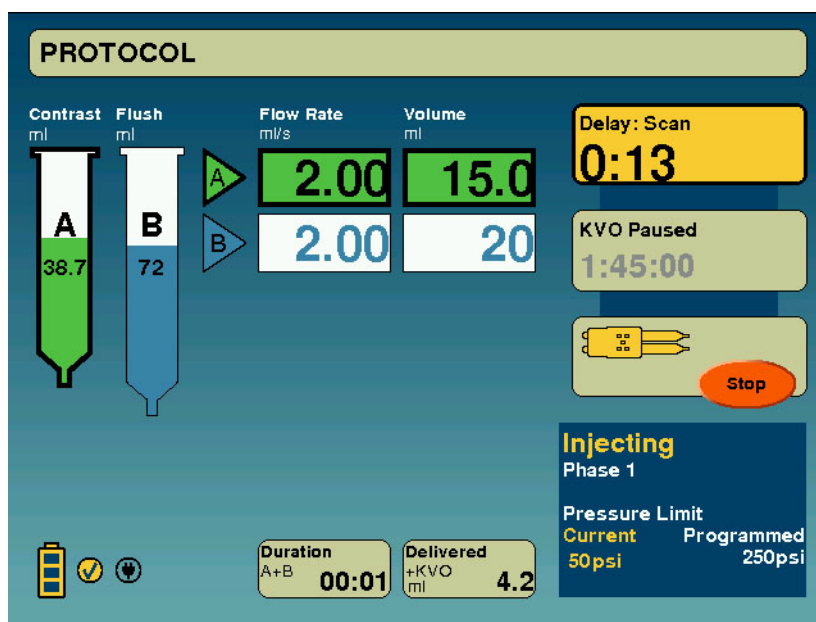 PROTOCOL
Contrast Flush Flow Rate Volume
ml ml ml/s ml
A 2.00 15.0
B 2.00 20
A B
38.7 72
Delay: Scan
0:13
KVO Paused
1:45:00
Stop
Injecting
Phase 1
Pressure Limit
Current Programmed
50psi 250psi
Duration
A+B 00:01
Delivered
+KVO
ml 4.2